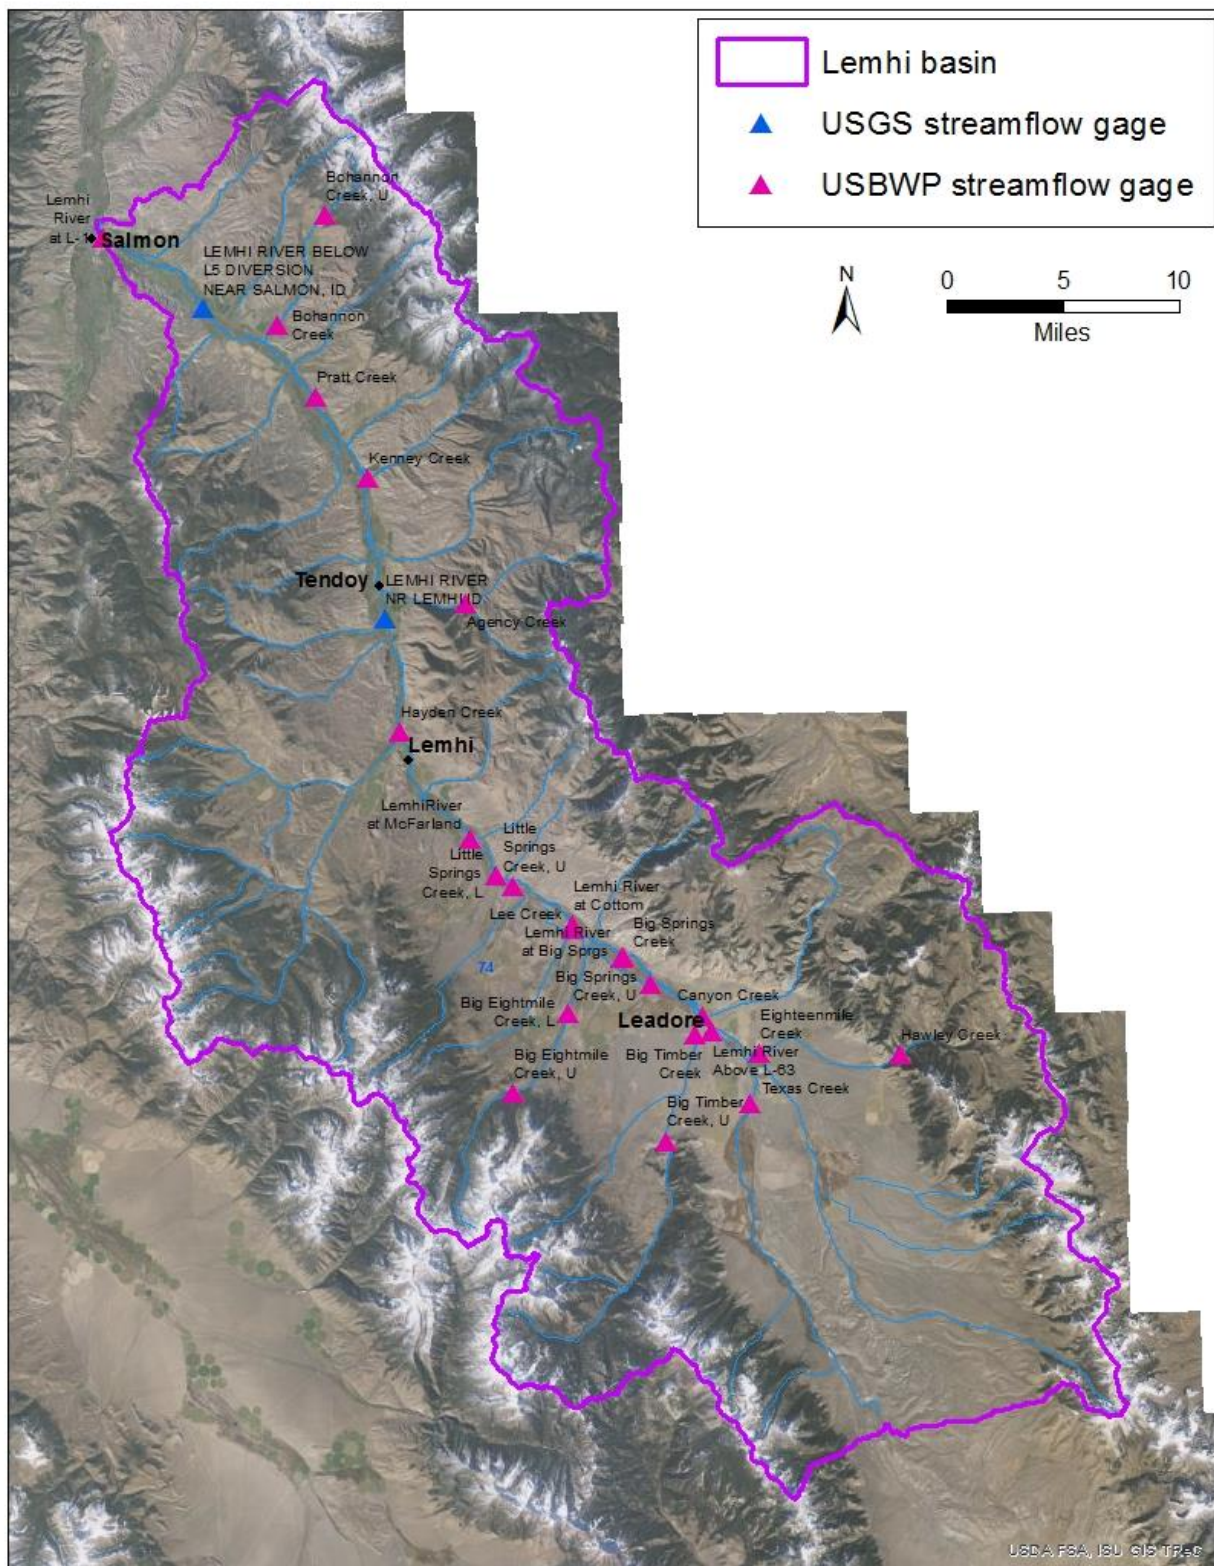 Lemhi basin
USGS streamflow gage
USBWP streamflow gage
N
0 5 10
Miles
Bohannon
Creek, U
Lemhi
River
at L-1
Salmon
LEMHI RIVER BELOW
L5 DIVERSION
NEAR SALMON, ID
Bohannon
Creek
Pratt Creek
Kenney Creek
Tendoy
LEMHI RIVER
NR LEMHI ID
Agency Creek
Hayden Creek
Lemhi
LemhiRiver
at McFarland
Little
Springs
Creek, U
Little
Springs
Creek, L
Lemhi River
at Cottom
Lee Creek
Lemhi River
at Big Sprgs
Big Springs
Creek
74
Big Springs
Creek, U
Canyon Creek
Big Eightmile
Creek, L
Leadore
Eighteenmile
Creek
Hawley Creek
Big Eightmile
Creek, U
Big Timber
Creek
Lemhi River
Above L-63
Texas Creek
Big Timber
Creek, U
USDA FSA, ISU GIS TReC